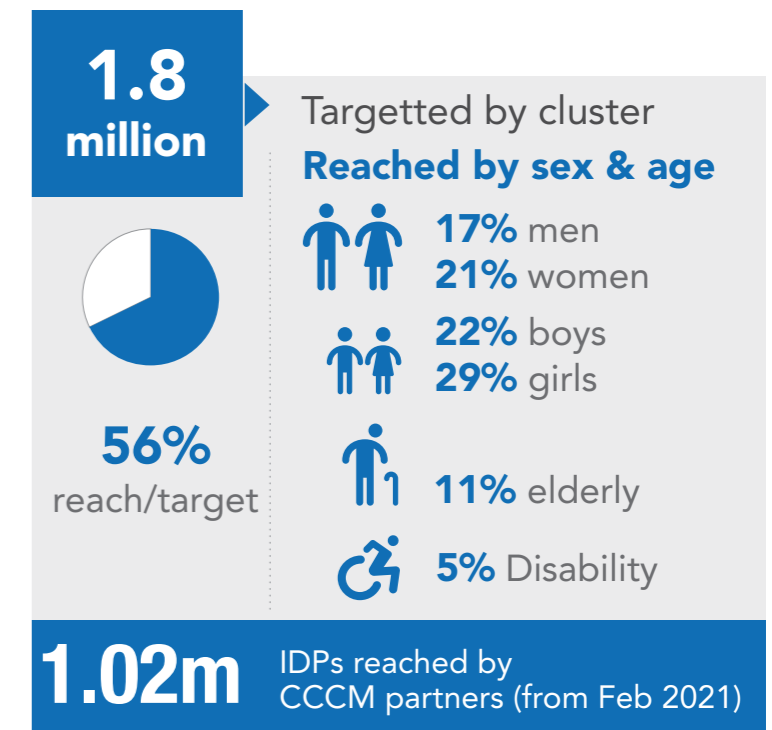 1.8
million
Targetted by cluster
Reached by sex & age
17% men
21% women
22% boys
29% girls
56%
reach/target
11% elderly
5% Disability
1.02m
IDPs reached by
CCCM partners (from Feb 2021)